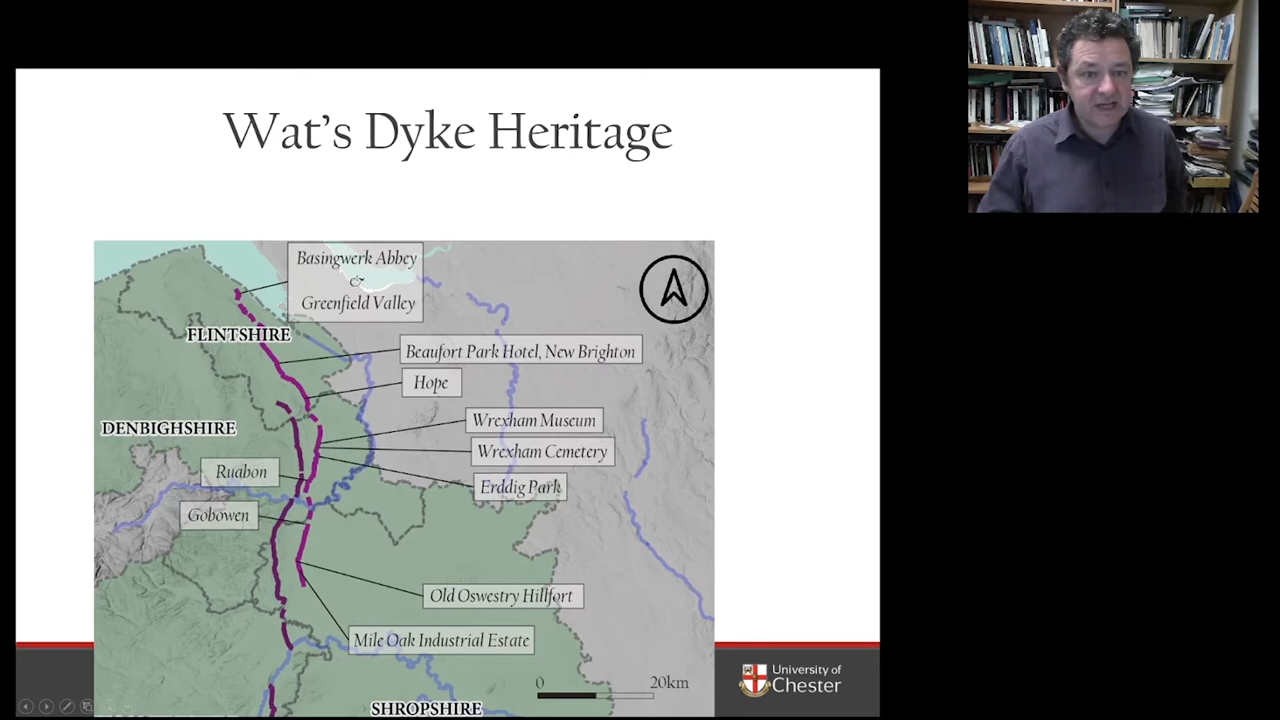 Wat's Dyke Heritage
Basingwerk Abbey
&
Greenfield Valley
FLINTSHIRE
Beaufort Park Hotel, New Brighton
Hope
Wrexham Museum
DENBIGHSHIRE
Wrexham Cemetery
Ruabon
Erddig Park
Gobowen
Old Oswestry Hillfort
Mile Oak Industrial Estate
0 20km
SHROPSHIRE
University of
Chester